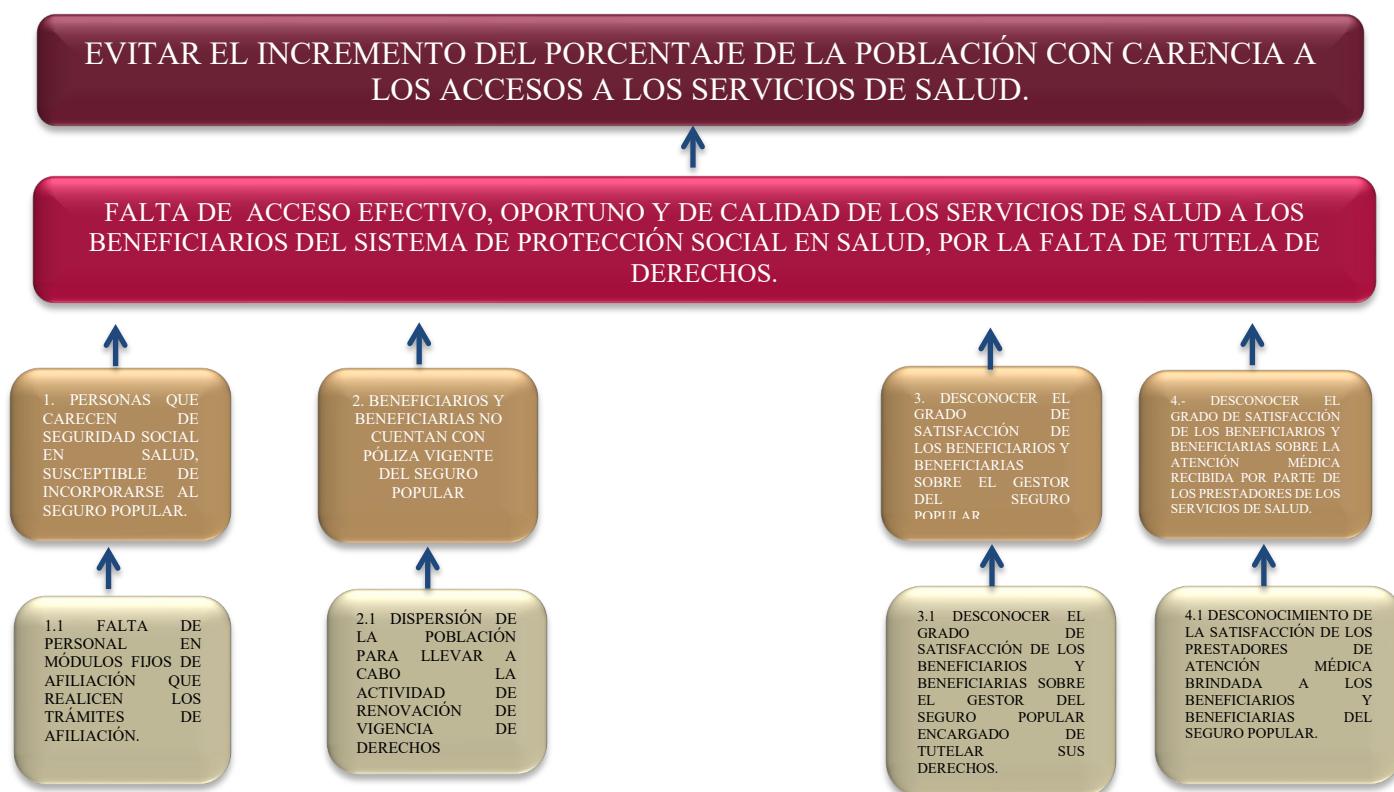 EVITAR EL INCREMENTO DEL PORCENTAJE DE LA POBLACIÓN CON CARENCIA A
LOS ACCESOS A LOS SERVICIOS DE SALUD.
FALTA DE ACCESO EFECTIVO, OPORTUNO Y DE CALIDAD DE LOS SERVICIOS DE SALUD A LOS
BENEFICIARIOS DEL SISTEMA DE PROTECCIÓN SOCIAL EN SALUD, POR LA FALTA DE TUTELA DE
DERECHOS.
1. PERSONAS QUE
CARECEN DE
SEGURIDAD SOCIAL
EN SALUD,
SUSCEPTIBLE DE
INCORPORARSE AL
SEGURO POPULAR.
2. BENEFICIARIOS Y
BENEFICIARIAS NO
CUENTAN CON
PÓLIZA VIGENTE
DEL SEGURO
POPULAR
3. DESCONOCER EL
GRADO DE
SATISFACCIÓN DE
LOS BENEFICIARIOS Y
BENEFICIARIAS
SOBRE EL GESTOR
DEL SEGURO
POPULAR
4.- DESCONOCER EL
GRADO DE SATISFACCIÓN
DE LOS BENEFICIARIOS Y
BENEFICIARIAS SOBRE LA
ATENCIÓN MÉDICA
RECIBIDA POR PARTE DE
LOS PRESTADORES DE LOS
SERVICIOS DE SALUD.
1.1 FALTA DE
PERSONAL EN
MÓDULOS FIJOS DE
AFILIACIÓN QUE
REALICEN LOS
TRÁMITES DE
AFILIACIÓN.
2.1 DISPERSIÓN DE
LA POBLACIÓN
PARA LLEVAR A
CABO LA
ACTIVIDAD DE
RENOVACIÓN DE
VIGENCIA DE
DERECHOS
3.1 DESCONOCER EL
GRADO DE
SATISFACCIÓN DE LOS
BENEFICIARIOS Y
BENEFICIARIAS SOBRE
EL GESTOR DEL
SEGURO POPULAR
ENCARGADO DE
TUTELAR SUS
DERECHOS.
4.1 DESCONOCIMIENTO DE
LA SATISFACCIÓN DE LOS
PRESTADORES DE
ATENCIÓN MÉDICA
BRINDADA A LOS
BENEFICIARIOS Y
BENEFICIARIAS DEL
SEGURO POPULAR.